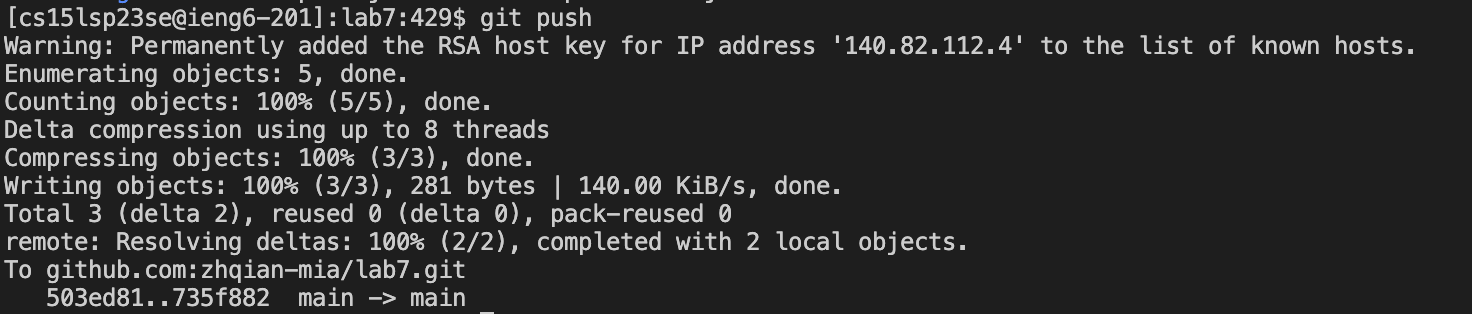 [cs15lsp23se@ieng6-201]:lab7:429$ git push
Warning: Permanently added the RSA host key for IP address '140.82.112.4' to the list of known hosts.
Enumerating objects: 5, done.
Counting objects: 100% (5/5), done.
Delta compression using up to 8 threads
Compressing objects: 100% (3/3), done.
Writing objects: 100% (3/3), 281 bytes | 140.00 KiB/s, done.
Total 3 (delta 2), reused 0 (delta 0), pack-reused 0
remote: Resolving deltas: 100% (2/2), completed with 2 local objects.
To github.com:zhqian-mia/lab7.git
   503ed81..735f882  main -> main